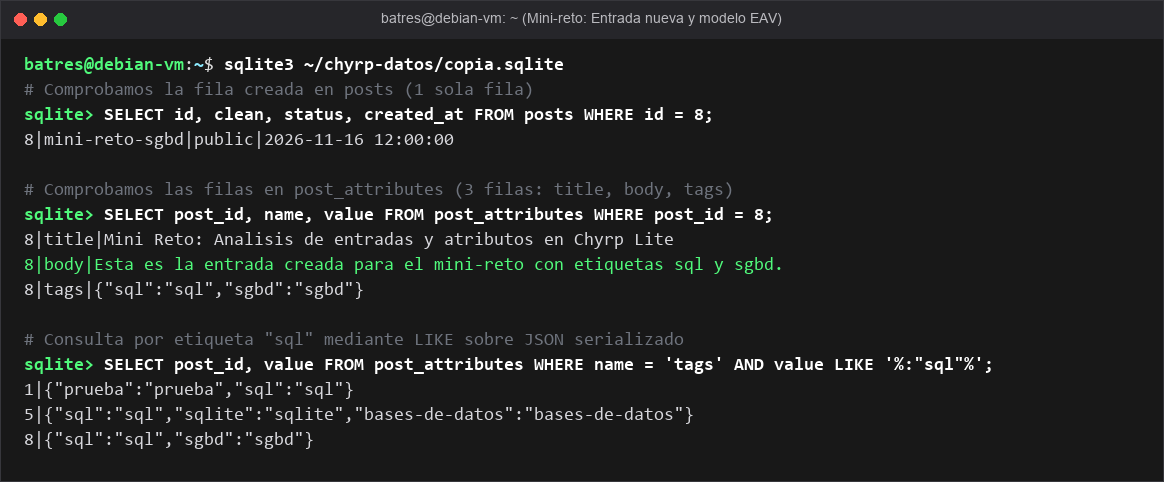 batres@debian-vm: ~ (Mini-reto: Entrada nueva y modelo EAV)
batres@debian-vm:~$ sqlite3 ~/chyrp-datos/copia.sqlite
# Comprobamos la fila creada en posts (1 sola fila)
sqlite> SELECT id, clean, status, created_at FROM posts WHERE id = 8;
8|mini-reto-sgbd|public|2026-11-16 12:00:00
# Comprobamos las filas en post_attributes (3 filas: title, body, tags)
sqlite> SELECT post_id, name, value FROM post_attributes WHERE post_id = 8;
8|title|Mini Reto: Analisis de entradas y atributos en Chyrp Lite
8|body|Esta es la entrada creada para el mini-reto con etiquetas sql y sgbd.
8|tags|{"sql":"sql","sgbd":"sgbd"}
# Consulta por etiqueta "sql" mediante LIKE sobre JSON serializado
sqlite> SELECT post_id, value FROM post_attributes WHERE name = 'tags' AND value LIKE '%:"sql"%';
1|{"prueba":"prueba","sql":"sql"}
5|{"sql":"sql","sqlite":"sqlite","bases-de-datos":"bases-de-datos"}
8|{"sql":"sql","sgbd":"sgbd"}